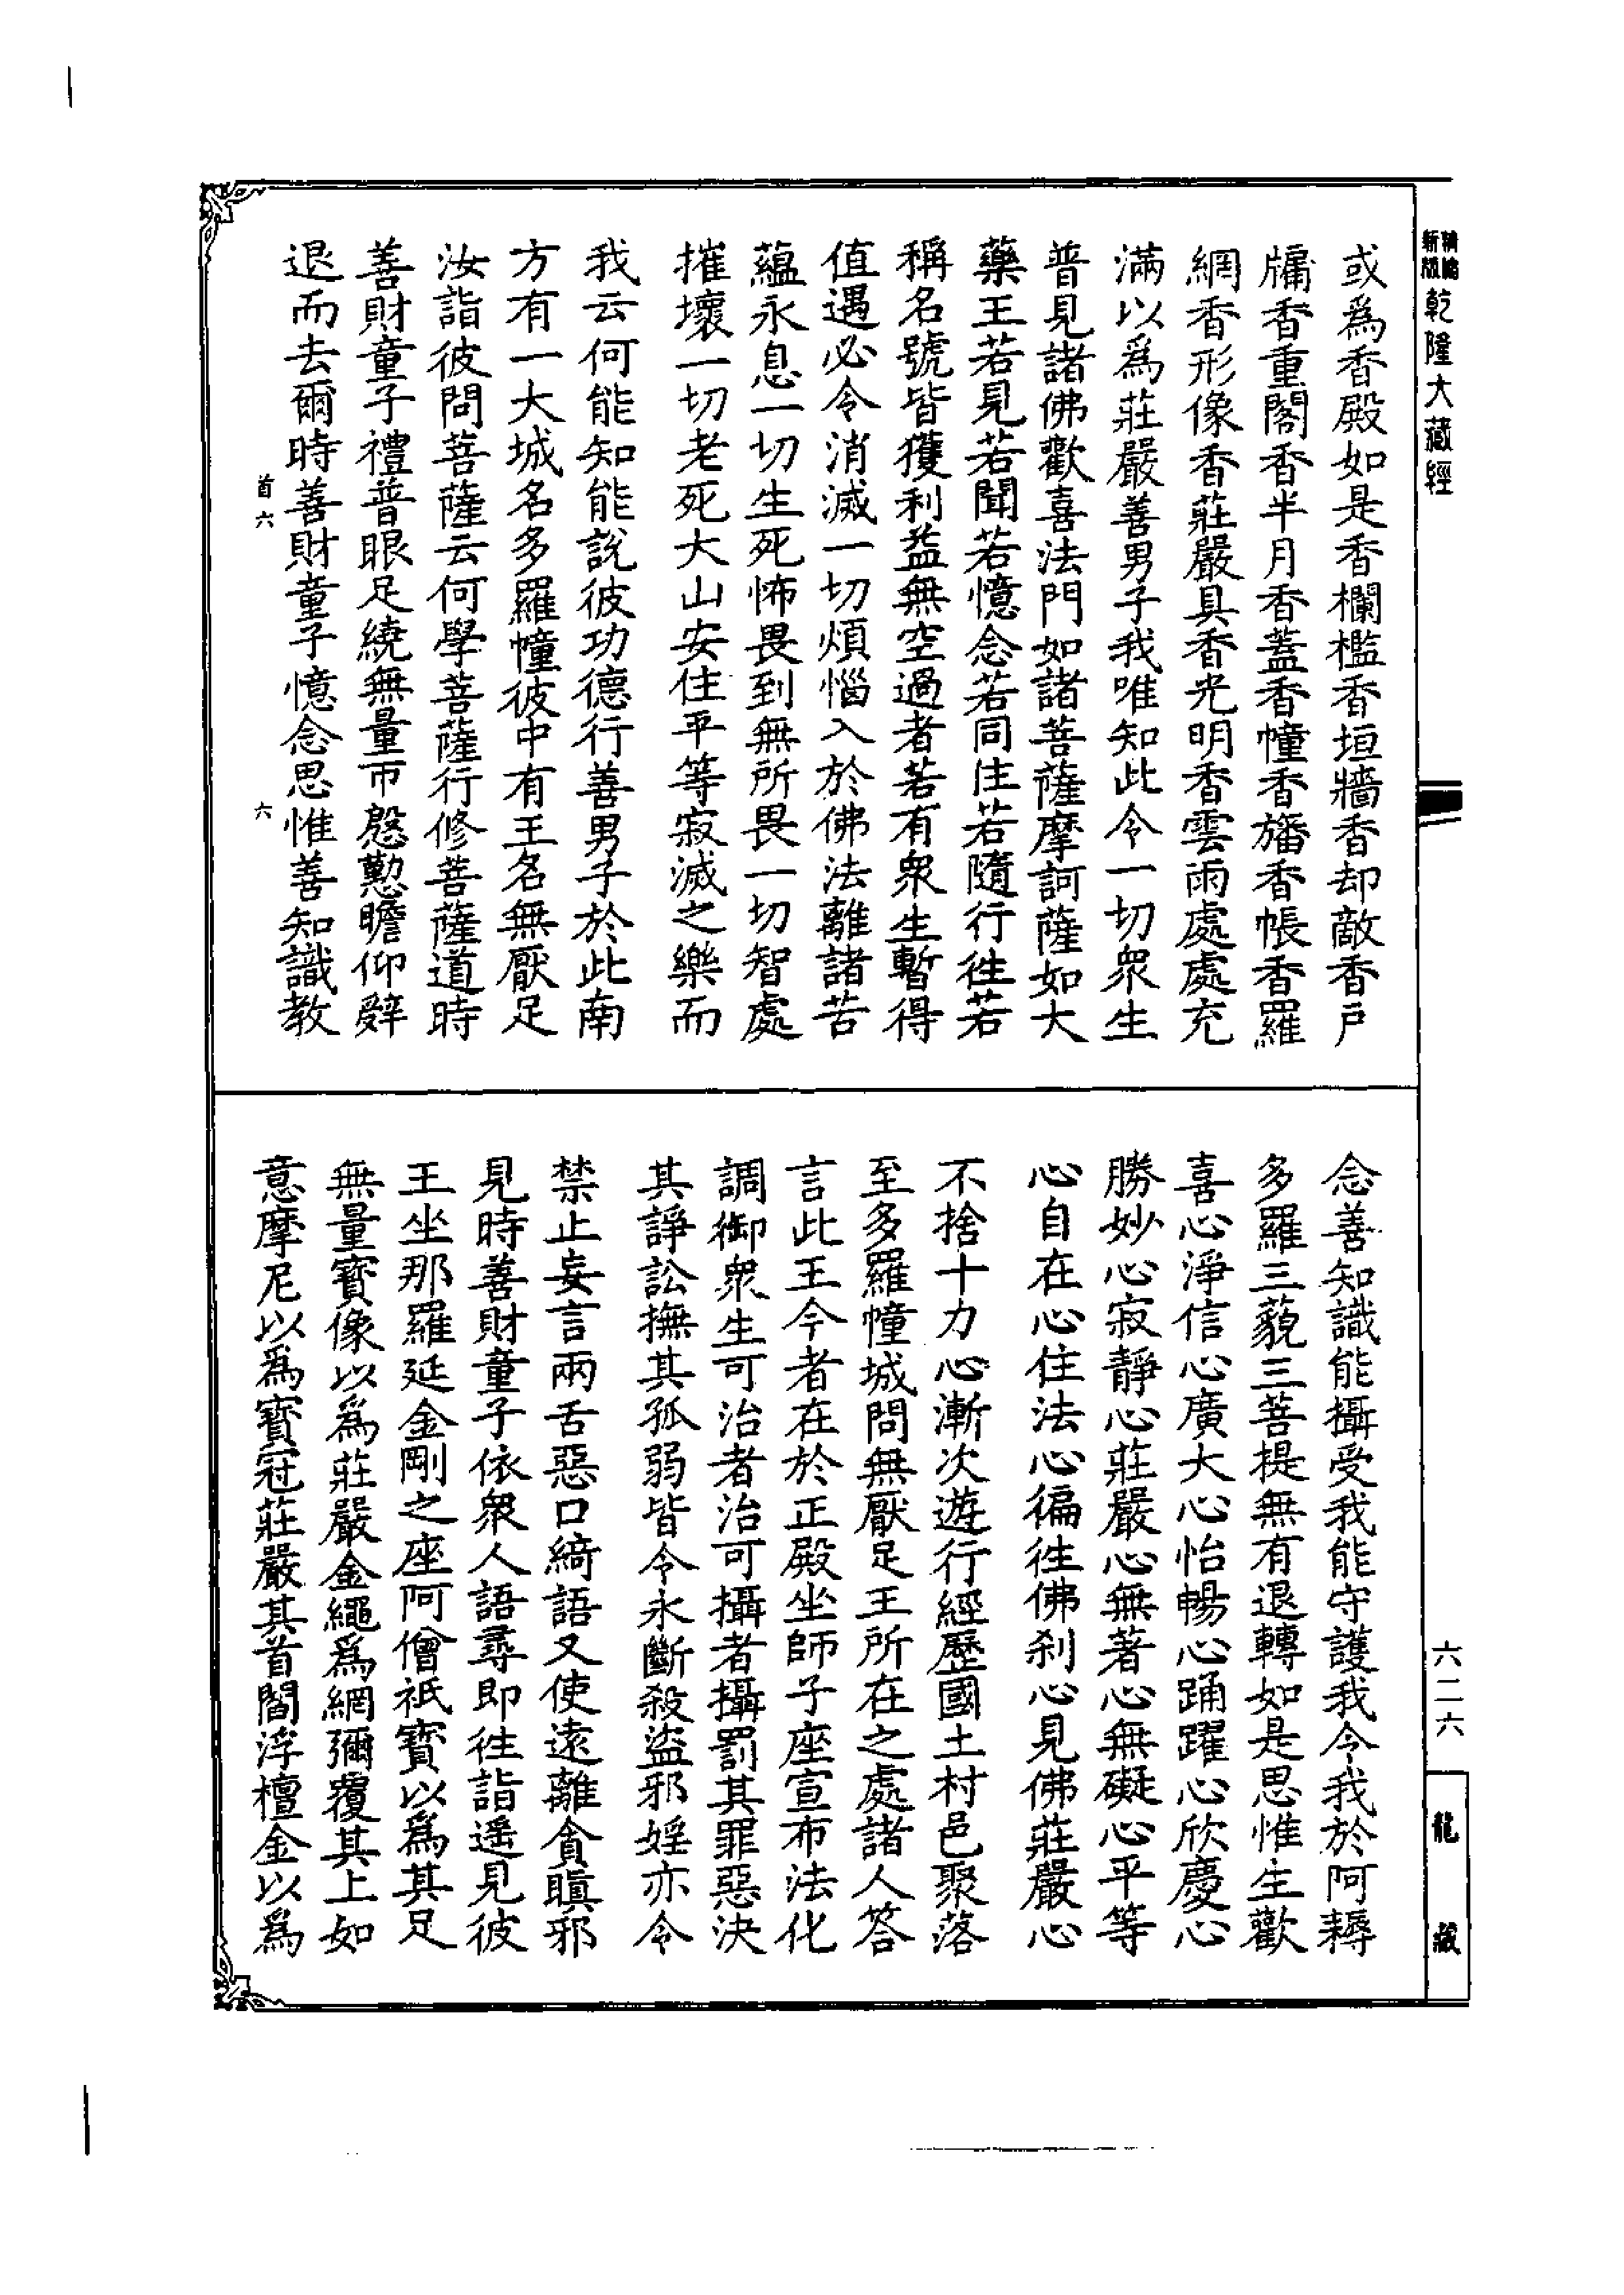 新版
精縮
乾隆大藏經
或爲香殿如是香欄檻香垣牆香却敵香戶
牖香重閣香半月香蓋香幢香旛香帳香羅
網香形像香莊嚴具香光明香雲雨處處充
滿以爲莊嚴善男子我唯知此令一切眾生
普見諸佛歡喜法門如諸菩薩摩訶薩如大
藥王若見若聞若憶念若同住若隨行往若
稱名號皆獲利益無空過者若有眾生暫得
值遇必令消滅一切煩惱入於佛法離諸苦
蘊永息一切生死怖畏到無所畏一切智處
摧壞一切老死大山安住平等寂滅之樂而
我云何能知能說彼功德行善男子於此南
方有一大城名多羅幢彼中有王名無厭足
汝詣彼問菩薩云何學菩薩行修菩薩道時
善財童子禮普眼足繞無量帀慇懃瞻仰辭
退而去爾時善財童子憶念思惟善知識教
首六 六
念善知識能攝受我能守護我令我於阿耨
多羅三藐三菩提無有退轉如是思惟生歡
喜心淨信心廣大心怡暢心踊躍心欣慶心
勝妙心寂靜心莊嚴心無著心無礙心平等
心自在心住法心徧往佛刹心見佛莊嚴心
不捨十力心漸次遊行經歷國土村邑聚落
至多羅幢城問無厭足王所在之處諸人答
言此王今者在於正殿坐師子座宣布法化
調御眾生可治者治可攝者攝罰其罪惡決
其諍訟撫其孤弱皆令永斷殺盜邪婬亦令
禁止妄言兩舌惡口綺語又使遠離貪瞋邪
見時善財童子依眾人語尋即往詣遥見彼
王坐那羅延金剛之座阿僧祇寶以爲其足
無量寶像以爲莊嚴金繩爲網彌覆其上如
意摩尼以爲寶冠莊嚴其首閻浮檀金以爲
六二六
龍藏